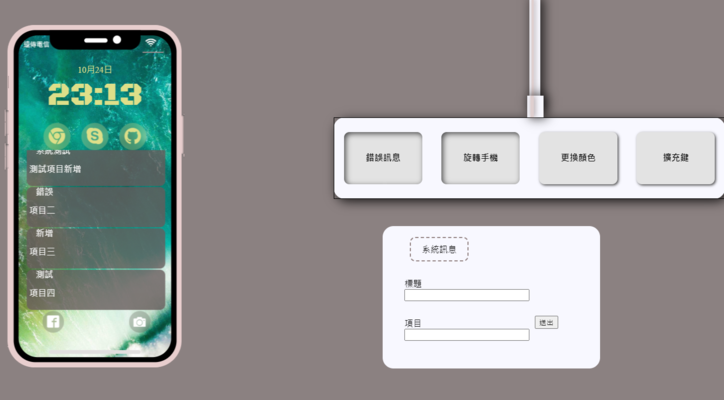 遠傳電信
10月24日
23:13
系統測試
測試項目新增
錯誤
項目二
新增
項目三
測試
項目四
錯誤訊息
旋轉手機
更換顏色
擴充鍵
系統訊息
標題
項目
送出